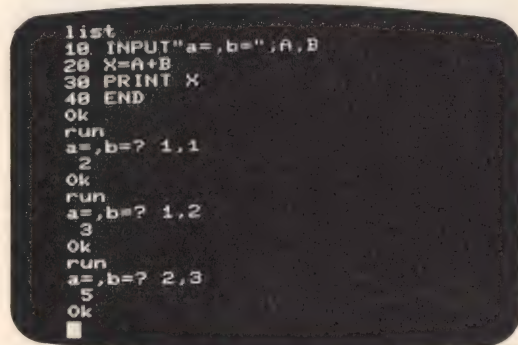 list
10 INPUT"a=,b=";A,B
20 X=A+B
30 PRINT X
40 END
Ok
run
a=,b=? 1,1
2
Ok
run
a=,b=? 1,2
3
Ok
run
a=,b=? 2,3
5
Ok